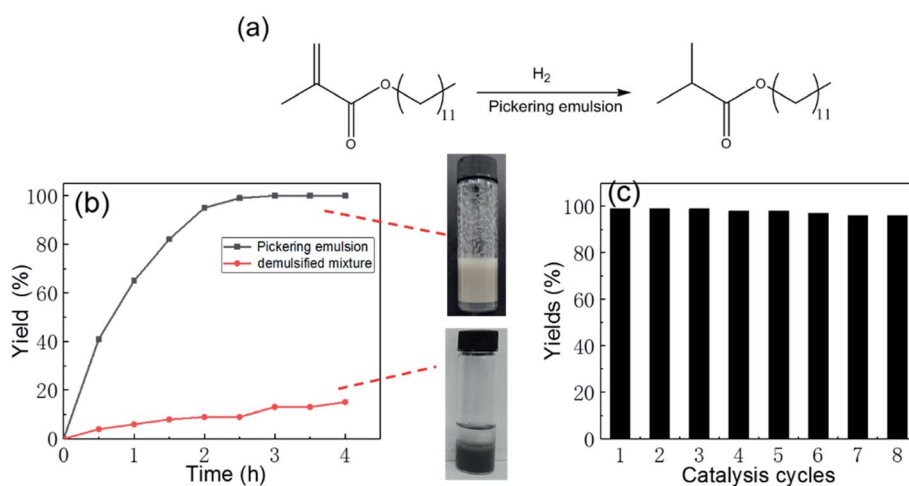 (a)
O
11
O
H₂
Pickering emulsion
O
11
O
(b)
Yield (%)
100
80
60
40
20
0
Pickering emulsion
demulsified mixture
0 1 2 3 4
Time (h)
(c)
Yields (%)
100
80
60
40
20
0
1 2 3 4 5 6 7 8
Catalysis cycles